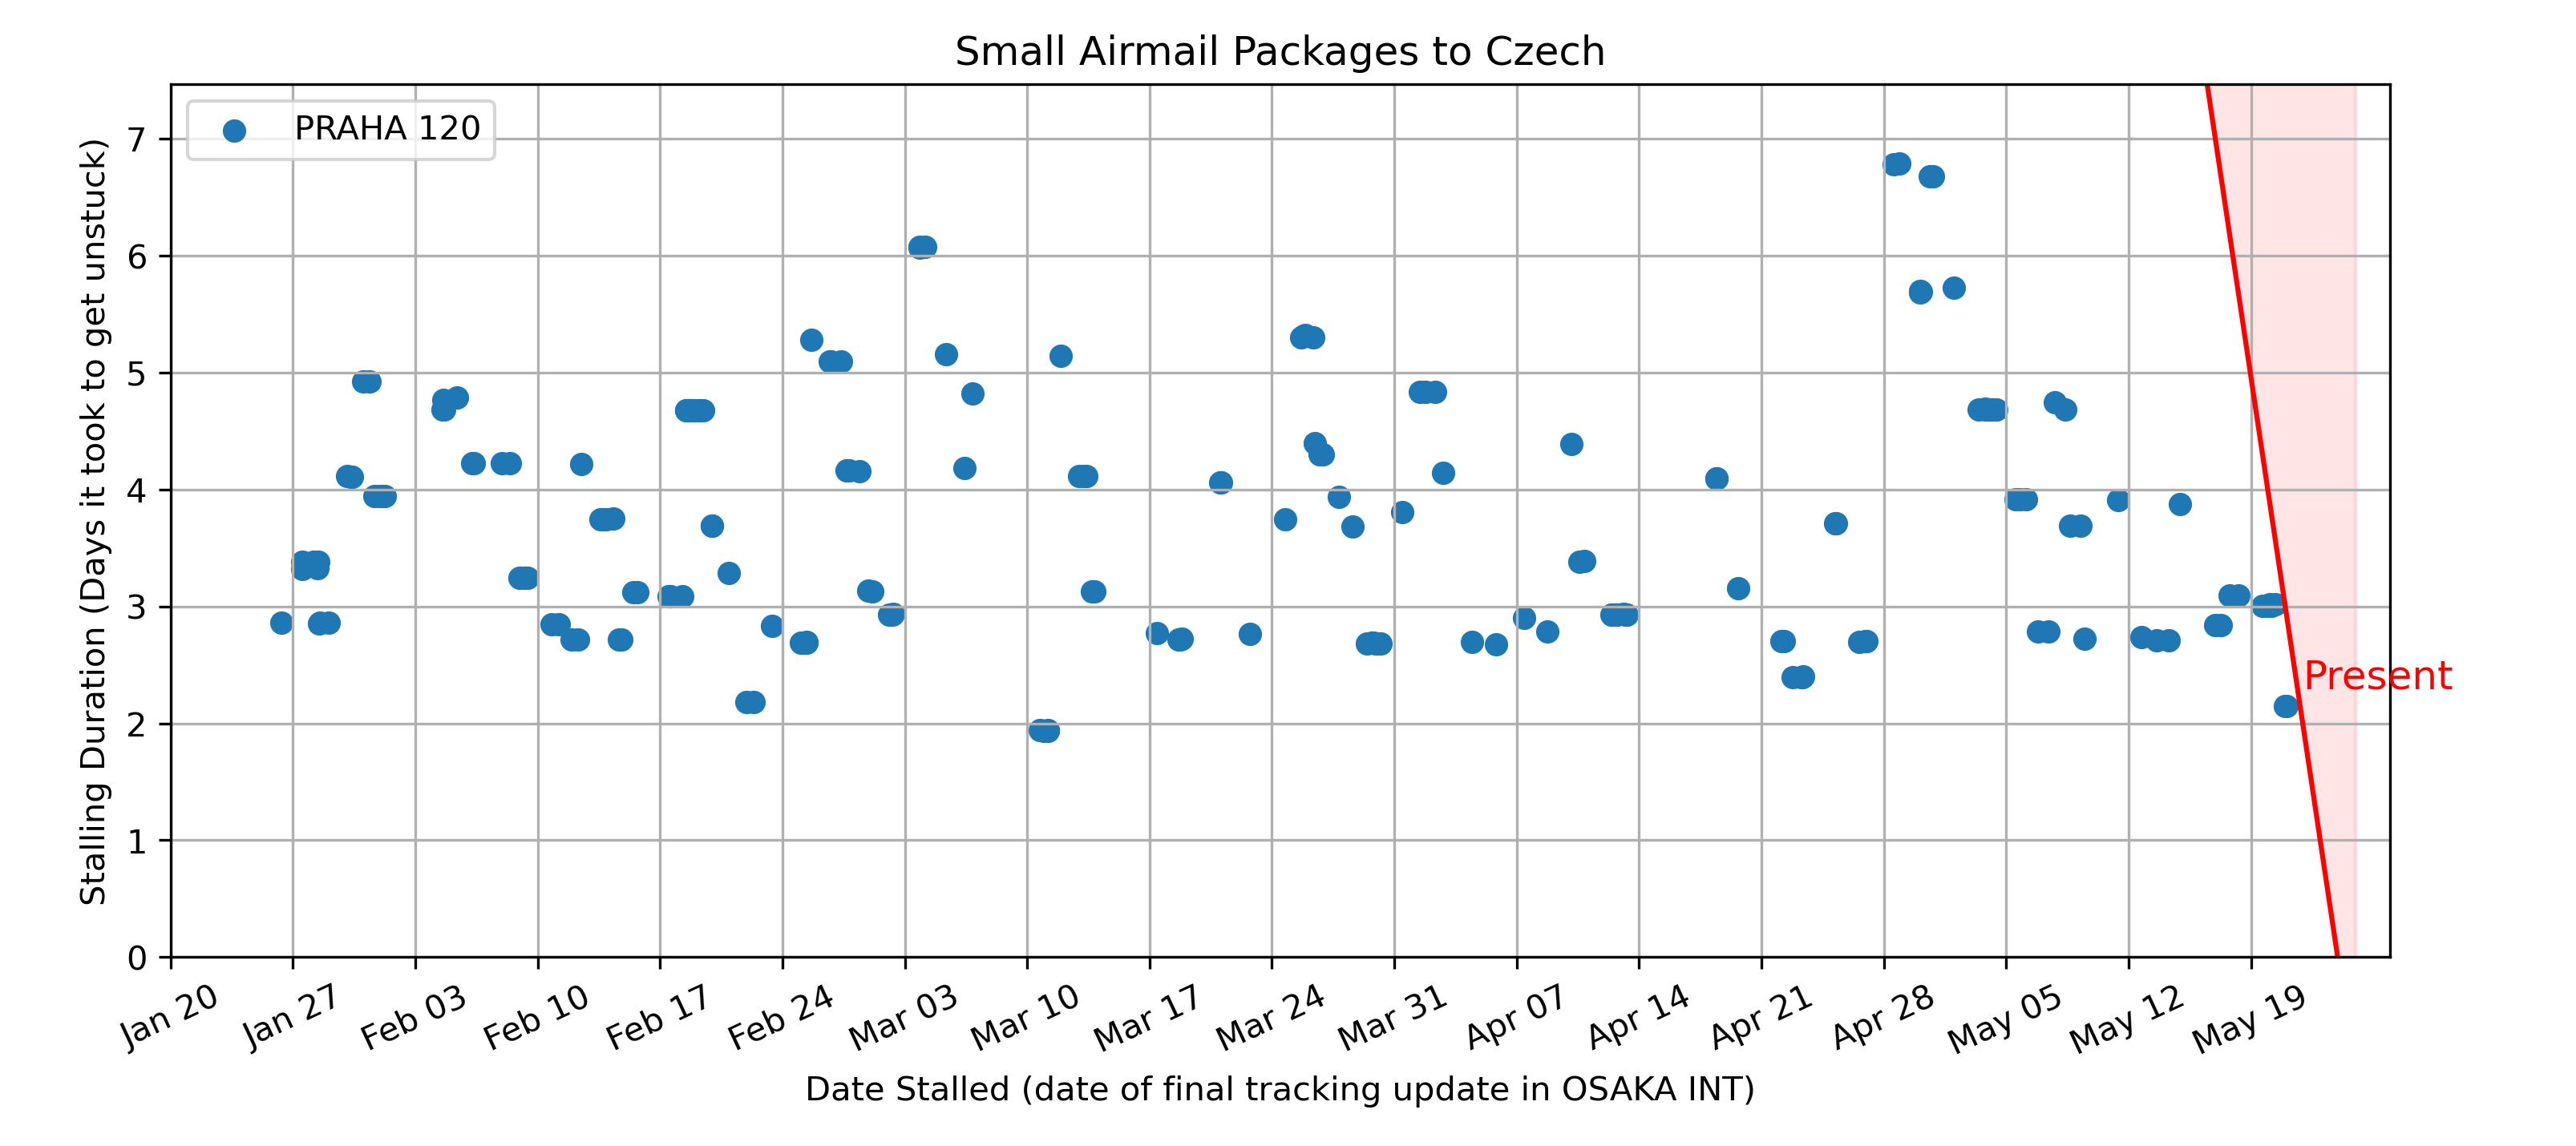 Small Airmail Packages to Czech
PRAHA 120
Stalling Duration (Days it took to get unstuck)
7
6
5
4
3
2
1
0
Present
Jan 20
Jan 27
Feb 03
Feb 10
Feb 17
Feb 24
Mar 03
Mar 10
Mar 17
Mar 24
Mar 31
Apr 07
Apr 14
Apr 21
Apr 28
May 05
May 12
May 19
Date Stalled (date of final tracking update in OSAKA INT)